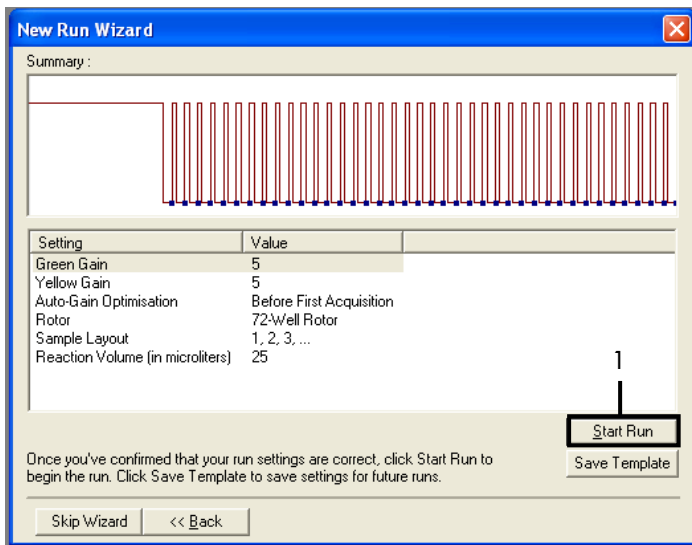 New Run Wizard
Summary :
Setting Value
Green Gain 5
Yellow Gain 5
Auto-Gain Optimisation Before First Acquisition
Rotor 72-Well Rotor
Sample Layout 1, 2, 3, ...
Reaction Volume (in microliters) 25
1
Start Run
Once you've confirmed that your run settings are correct, click Start Run to
begin the run. Click Save Template to save settings for future runs.
Save Template
Skip Wizard << Back